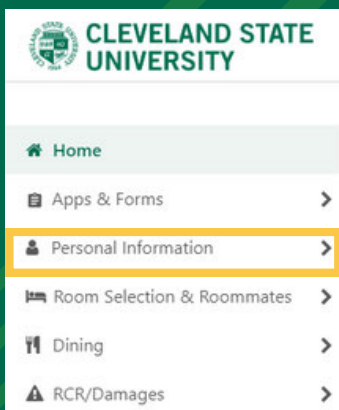 CLEVELAND STATE
UNIVERSITY
Home
Apps & Forms
Personal Information
Room Selection & Roommates
Dining
RCR/Damages